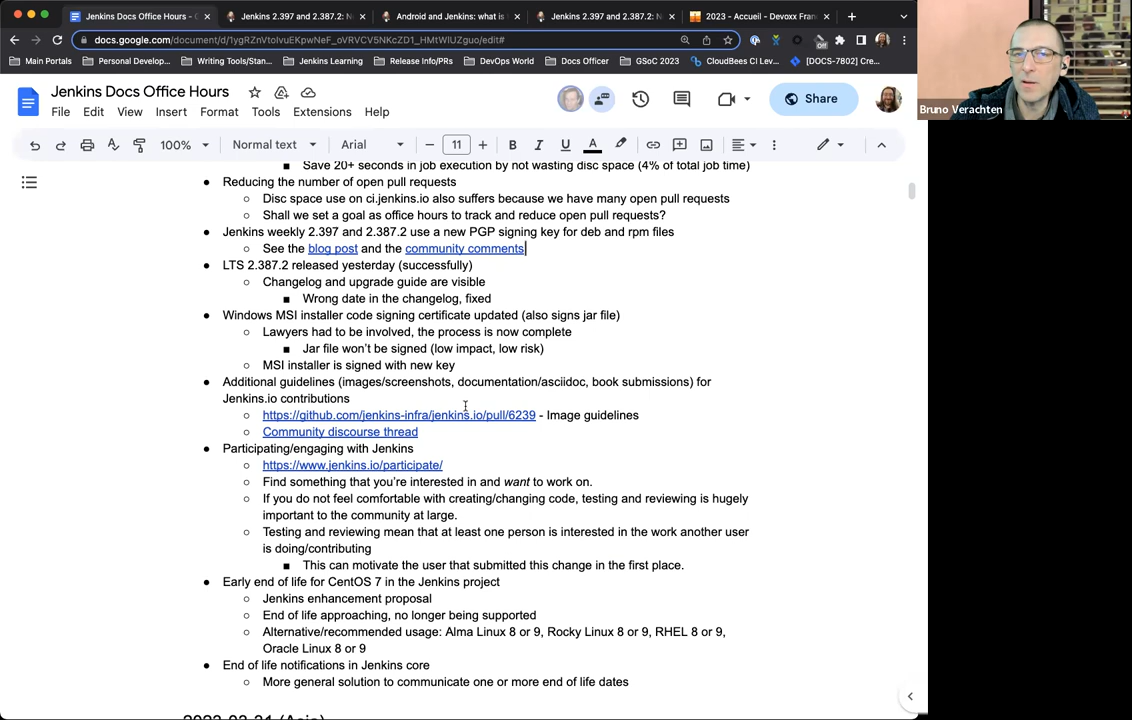 Jenkins Docs Office Hours - G
Jenkins 2.397 and 2.387.2: N
Android and Jenkins: what is
Jenkins 2.397 and 2.387.2: N
2023 - Accueil - Devoxx Fran
docs.google.com/document/d/1ygRZnVtoIvuEKpwNeF_oVRVCV5NKcZD1_HMtWIUZguo/edit#
Main Portals
Personal Develop...
Writing Tools/Stan...
Jenkins Learning
Release Info/PRs
DevOps World
Docs Officer
GSoC 2023
CloudBees CI Lev...
[DOCS-7802] Cre...
Bruno Verachten
Jenkins Docs Office Hours
Share
File Edit View Insert Format Tools Extensions Help
100% Normal text Arial 11 B I U A
Save 20+ seconds in job execution by not wasting disc space (4% of total job time)
Reducing the number of open pull requests
Disc space use on ci.jenkins.io also suffers because we have many open pull requests
Shall we set a goal as office hours to track and reduce open pull requests?
Jenkins weekly 2.397 and 2.387.2 use a new PGP signing key for deb and rpm files
See the blog post and the community comments
LTS 2.387.2 released yesterday (successfully)
Changelog and upgrade guide are visible
Wrong date in the changelog, fixed
Windows MSI installer code signing certificate updated (also signs jar file)
Lawyers had to be involved, the process is now complete
Jar file won't be signed (low impact, low risk)
MSI installer is signed with new key
Additional guidelines (images/screenshots, documentation/asciidoc, book submissions) for
Jenkins.io contributions
https://github.com/jenkins-infra/jenkins.io/pull/6239 - Image guidelines
Community discourse thread
Participating/engaging with Jenkins
https://www.jenkins.io/participate/
Find something that you're interested in and want to work on.
If you do not feel comfortable with creating/changing code, testing and reviewing is hugely
important to the community at large.
Testing and reviewing mean that at least one person is interested in the work another user
is doing/contributing
This can motivate the user that submitted this change in the first place.
Early end of life for CentOS 7 in the Jenkins project
Jenkins enhancement proposal
End of life approaching, no longer being supported
Alternative/recommended usage: Alma Linux 8 or 9, Rocky Linux 8 or 9, RHEL 8 or 9,
Oracle Linux 8 or 9
End of life notifications in Jenkins core
More general solution to communicate one or more end of life dates
2023-03-31 (Asia)